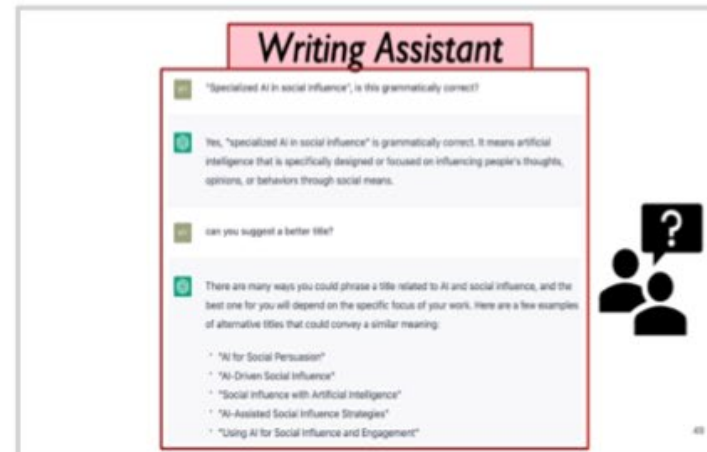 Writing Assistant
"Specialized AI in social influence", is this grammatically correct?
Yes, "specialized AI in social influence" is grammatically correct. It means artificial
intelligence that is specifically designed or focused on influencing people's thoughts,
opinions, or behaviors through social means.
can you suggest a better title?
There are many ways you could phrase a title related to AI and social influence, and the
best one for you will depend on the specific focus of your work. Here are a few examples
of alternative titles that could convey a similar meaning:
• "AI for Social Persuasion"
• "AI-Driven Social Influence"
• "Social Influence with Artificial Intelligence"
• "AI-Assisted Social Influence Strategies"
• "Using AI for Social Influence and Engagement"
?